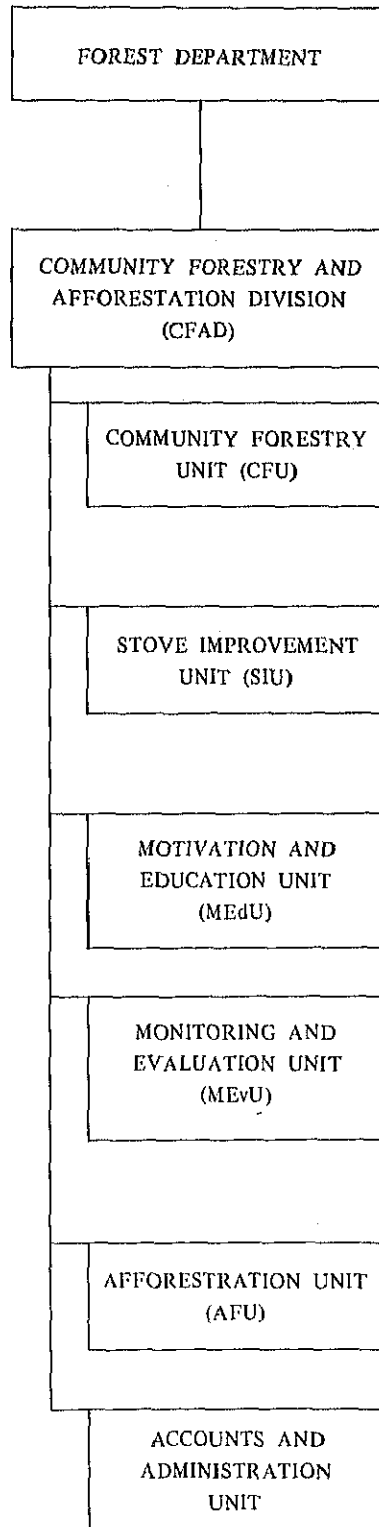 FOREST DEPARTMENT
COMMUNITY FORESTRY AND
AFFORESTATION DIVISION
(CFAD)
COMMUNITY FORESTRY
UNIT (CFU)
STOVE IMPROVEMENT
UNIT (SIU)
MOTIVATION AND
EDUCATION UNIT
(MEdU)
MONITORING AND
EVALUATION UNIT
(MEvU)
AFFORESTRATION UNIT
(AFU)
ACCOUNTS AND
ADMINISTRATION
UNIT